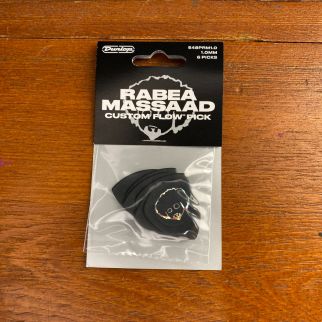 Dunlop
548PRM1.0
1.0MM
6 PICKS
RABEA
MASSAAD
CUSTOM FLOW PICK